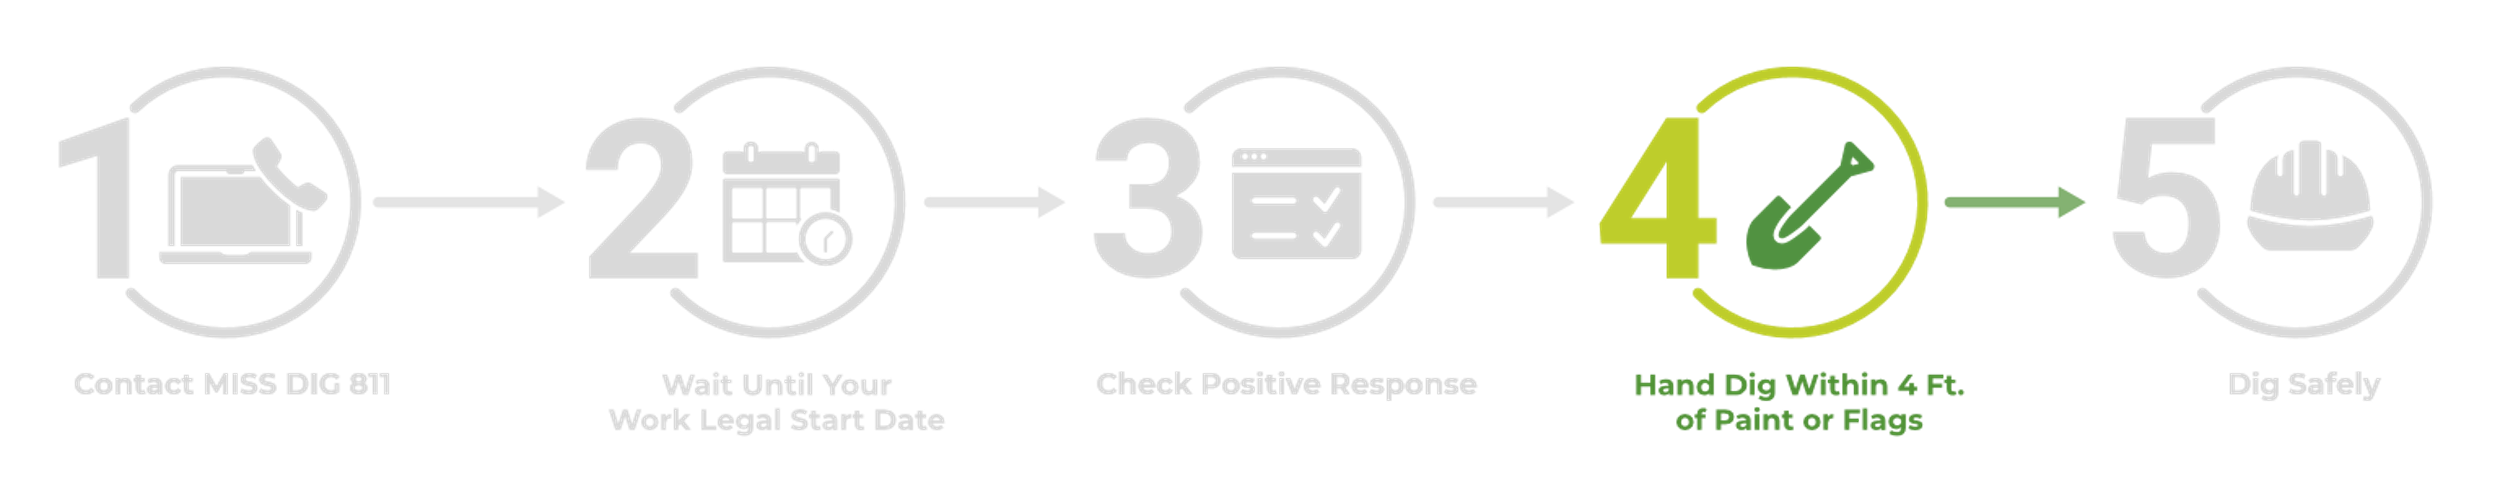 1
Contact MISS DIG 811
2
Wait Until Your
Work Legal Start Date
3
Check Positive Response
4
Hand Dig Within 4 Ft.
of Paint or Flags
5
Dig Safely